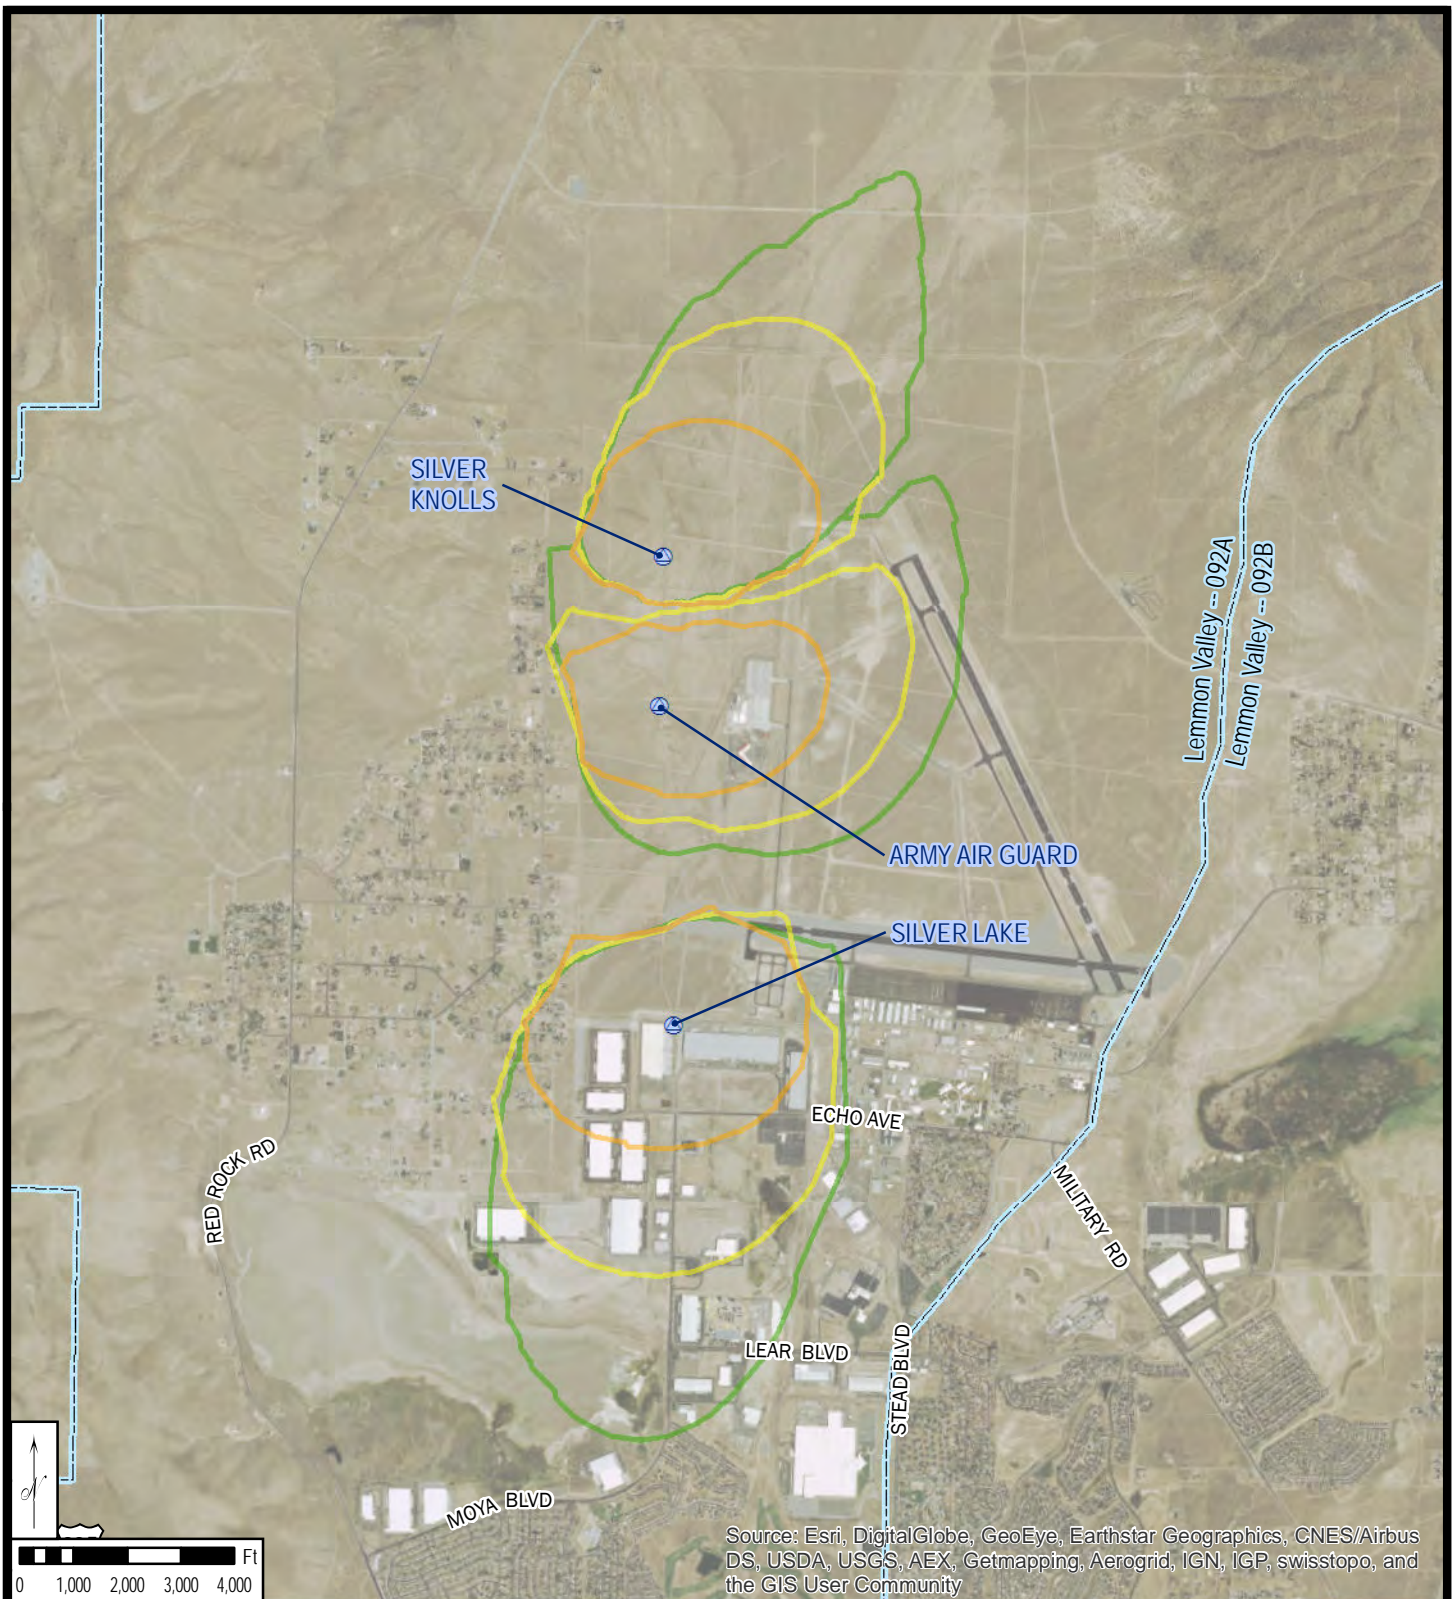 SILVER
KNOLLS
Lemmon Valley -- 092A
Lemmon Valley -- 092B
ARMY AIR GUARD
SILVER LAKE
ECHO AVE
RED ROCK RD
MILITARY RD
LEAR BLVD
STEAD BLVD
MOYA BLVD
N
Ft
0 1,000 2,000 3,000 4,000
Source: Esri, DigitalGlobe, GeoEye, Earthstar Geographics, CNES/Airbus
DS, USDA, USGS, AEX, Getmapping, Aerogrid, IGN, IGP, swisstopo, and
the GIS User Community